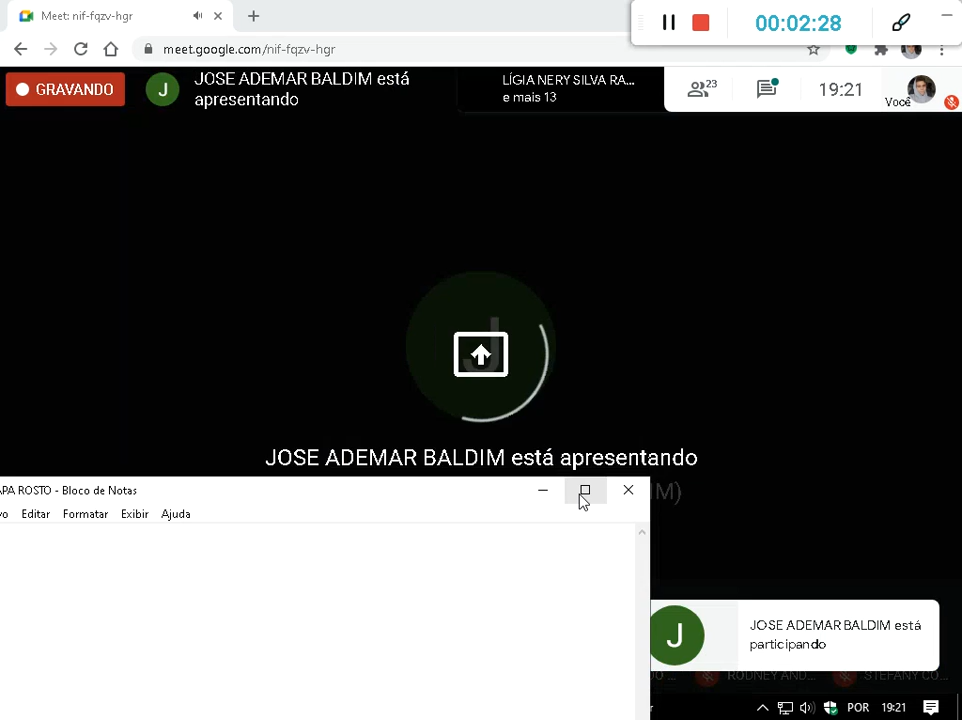 Meet: nif-fqzv-hgr
00:02:28
meet.google.com/nif-fqzv-hgr
GRAVANDO
J
JOSE ADEMAR BALDIM está
apresentando
LÍGIA NERY SILVA RA...
e mais 13
23
19:21
Você
JOSE ADEMAR BALDIM está apresentando
APA ROSTO - Bloco de Notas
vo Editar Formatar Exibir Ajuda
J
JOSE ADEMAR BALDIM está
participando
RODNEY AND...
STEFANY CO...
POR
19:21